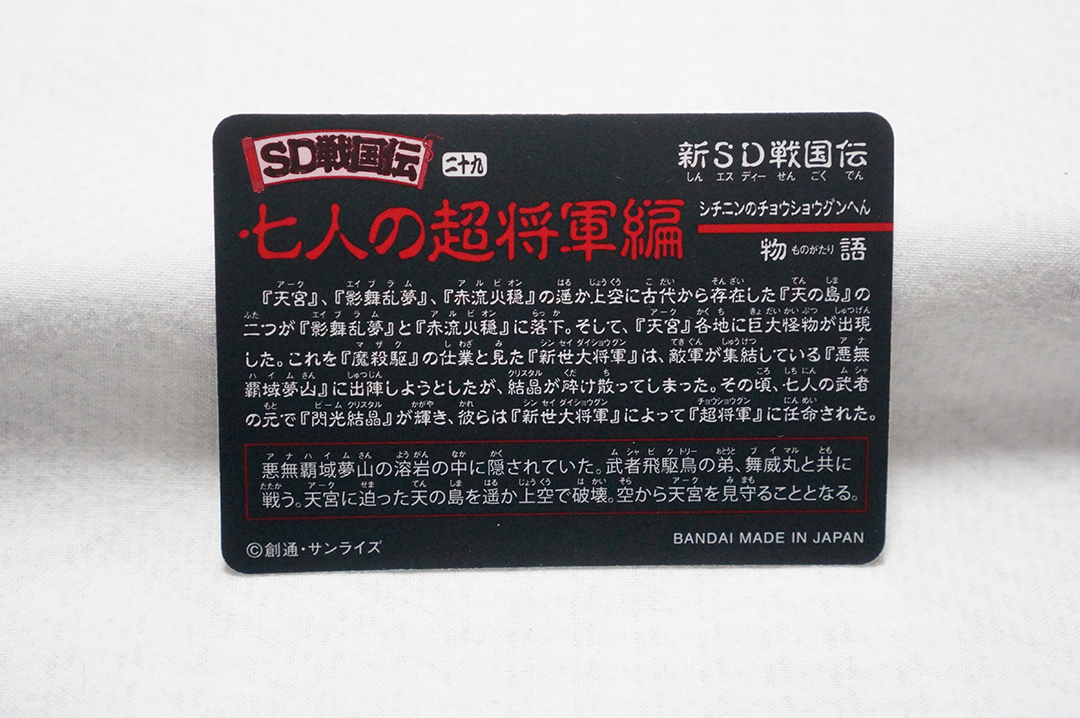 SD戦国伝 二十九
新SD戦国伝
しん エス ディー せん ごく でん
七人の超将軍編
シチニンのチョウショウグンへん
物ものがたり語
『天宮』、『影舞乱夢』、『赤流火穏』の遥か上空に古代から存在した『天の島』の
二つが『影舞乱夢』と『赤流火穏』に落下。そして、『天宮』各地に巨大怪物が出現
した。これを『魔殺駆』の仕業と見た『新世大将軍』は、敵軍が集結している『悪無
覇域夢山』に出陣しようとしたが、結晶が砕け散ってしまった。その頃、七人の武者
の元で『閃光結晶』が輝き、彼らは『新世大将軍』によって『超将軍』に任命された。
悪無覇域夢山の溶岩の中に隠されていた。武者飛駆鳥の弟、舞威丸と共に
戦う。天宮に迫った天の島を遥か上空で破壊。空から天宮を見守ることとなる。
©創通・サンライズ
BANDAI MADE IN JAPAN